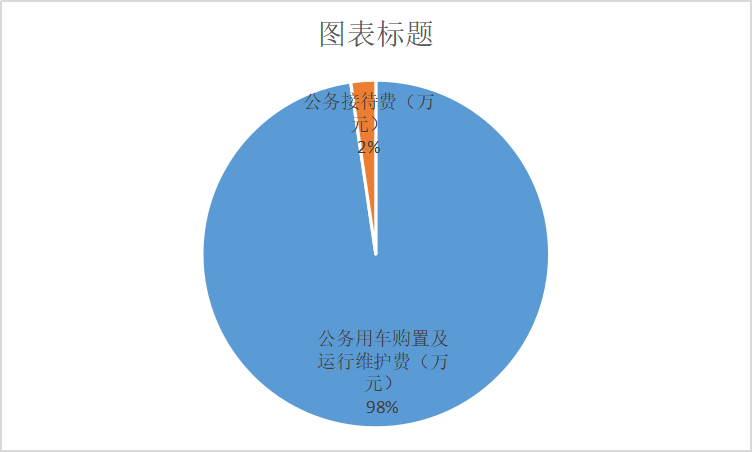 图表标题
公务接待费（万
元）
2%
公务用车购置及
运行维护费（万
元）
98%